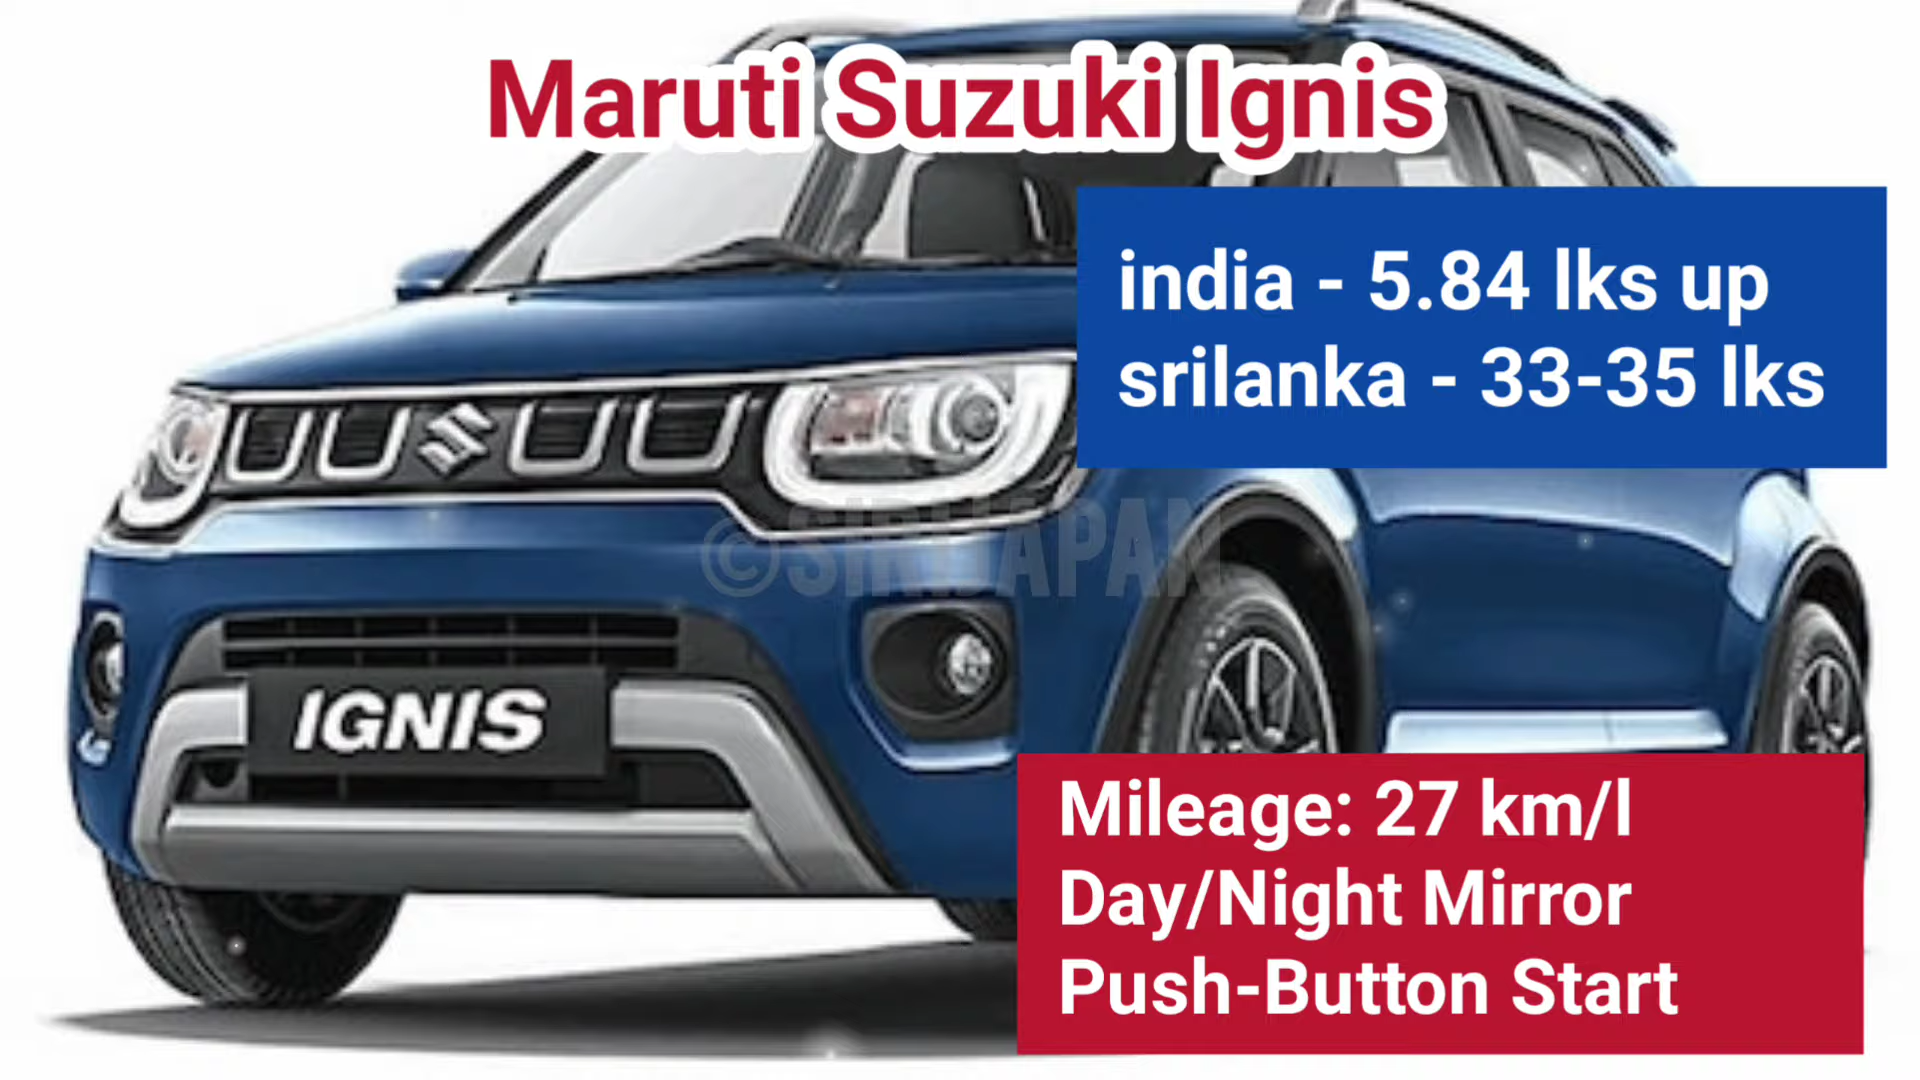 Maruti Suzuki Ignis
india - 5.84 lks up
srilanka - 33-35 lks
IGNIS
Mileage: 27 km/l
Day/Night Mirror
Push-Button Start